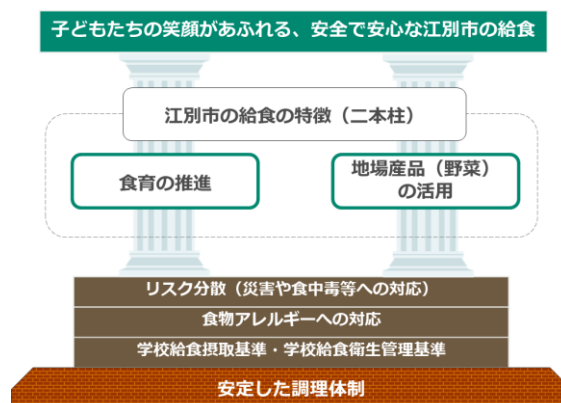 子どもたちの笑顔があふれる、安全で安心な江別市の給食
江別市の給食の特徴（二本柱）
食育の推進
地場産品（野菜）
の活用
リスク分散（災害や食中毒等への対応）
食物アレルギーへの対応
学校給食摂取基準・学校給食衛生管理基準
安定した調理体制